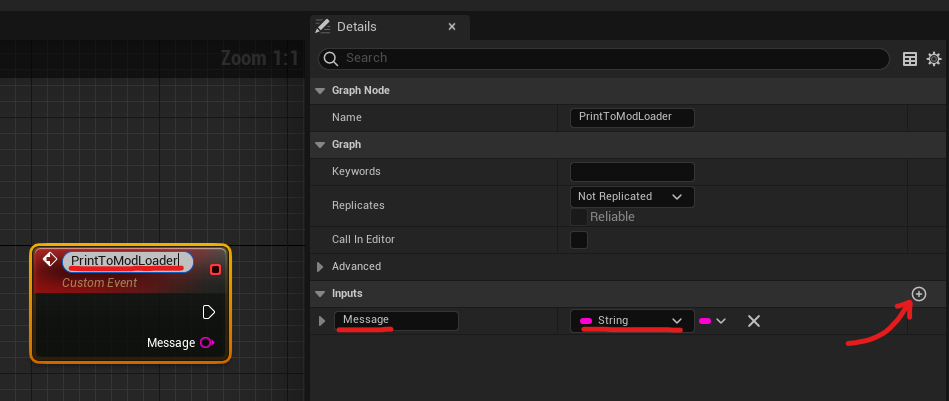 Details
Zoom 1:1
Search
Graph Node
Name
PrintToModLoader
Graph
Keywords
Replicates
Not Replicated
Reliable
Call In Editor
Advanced
Inputs
Message
String
PrintToModLoader
Custom Event
Message